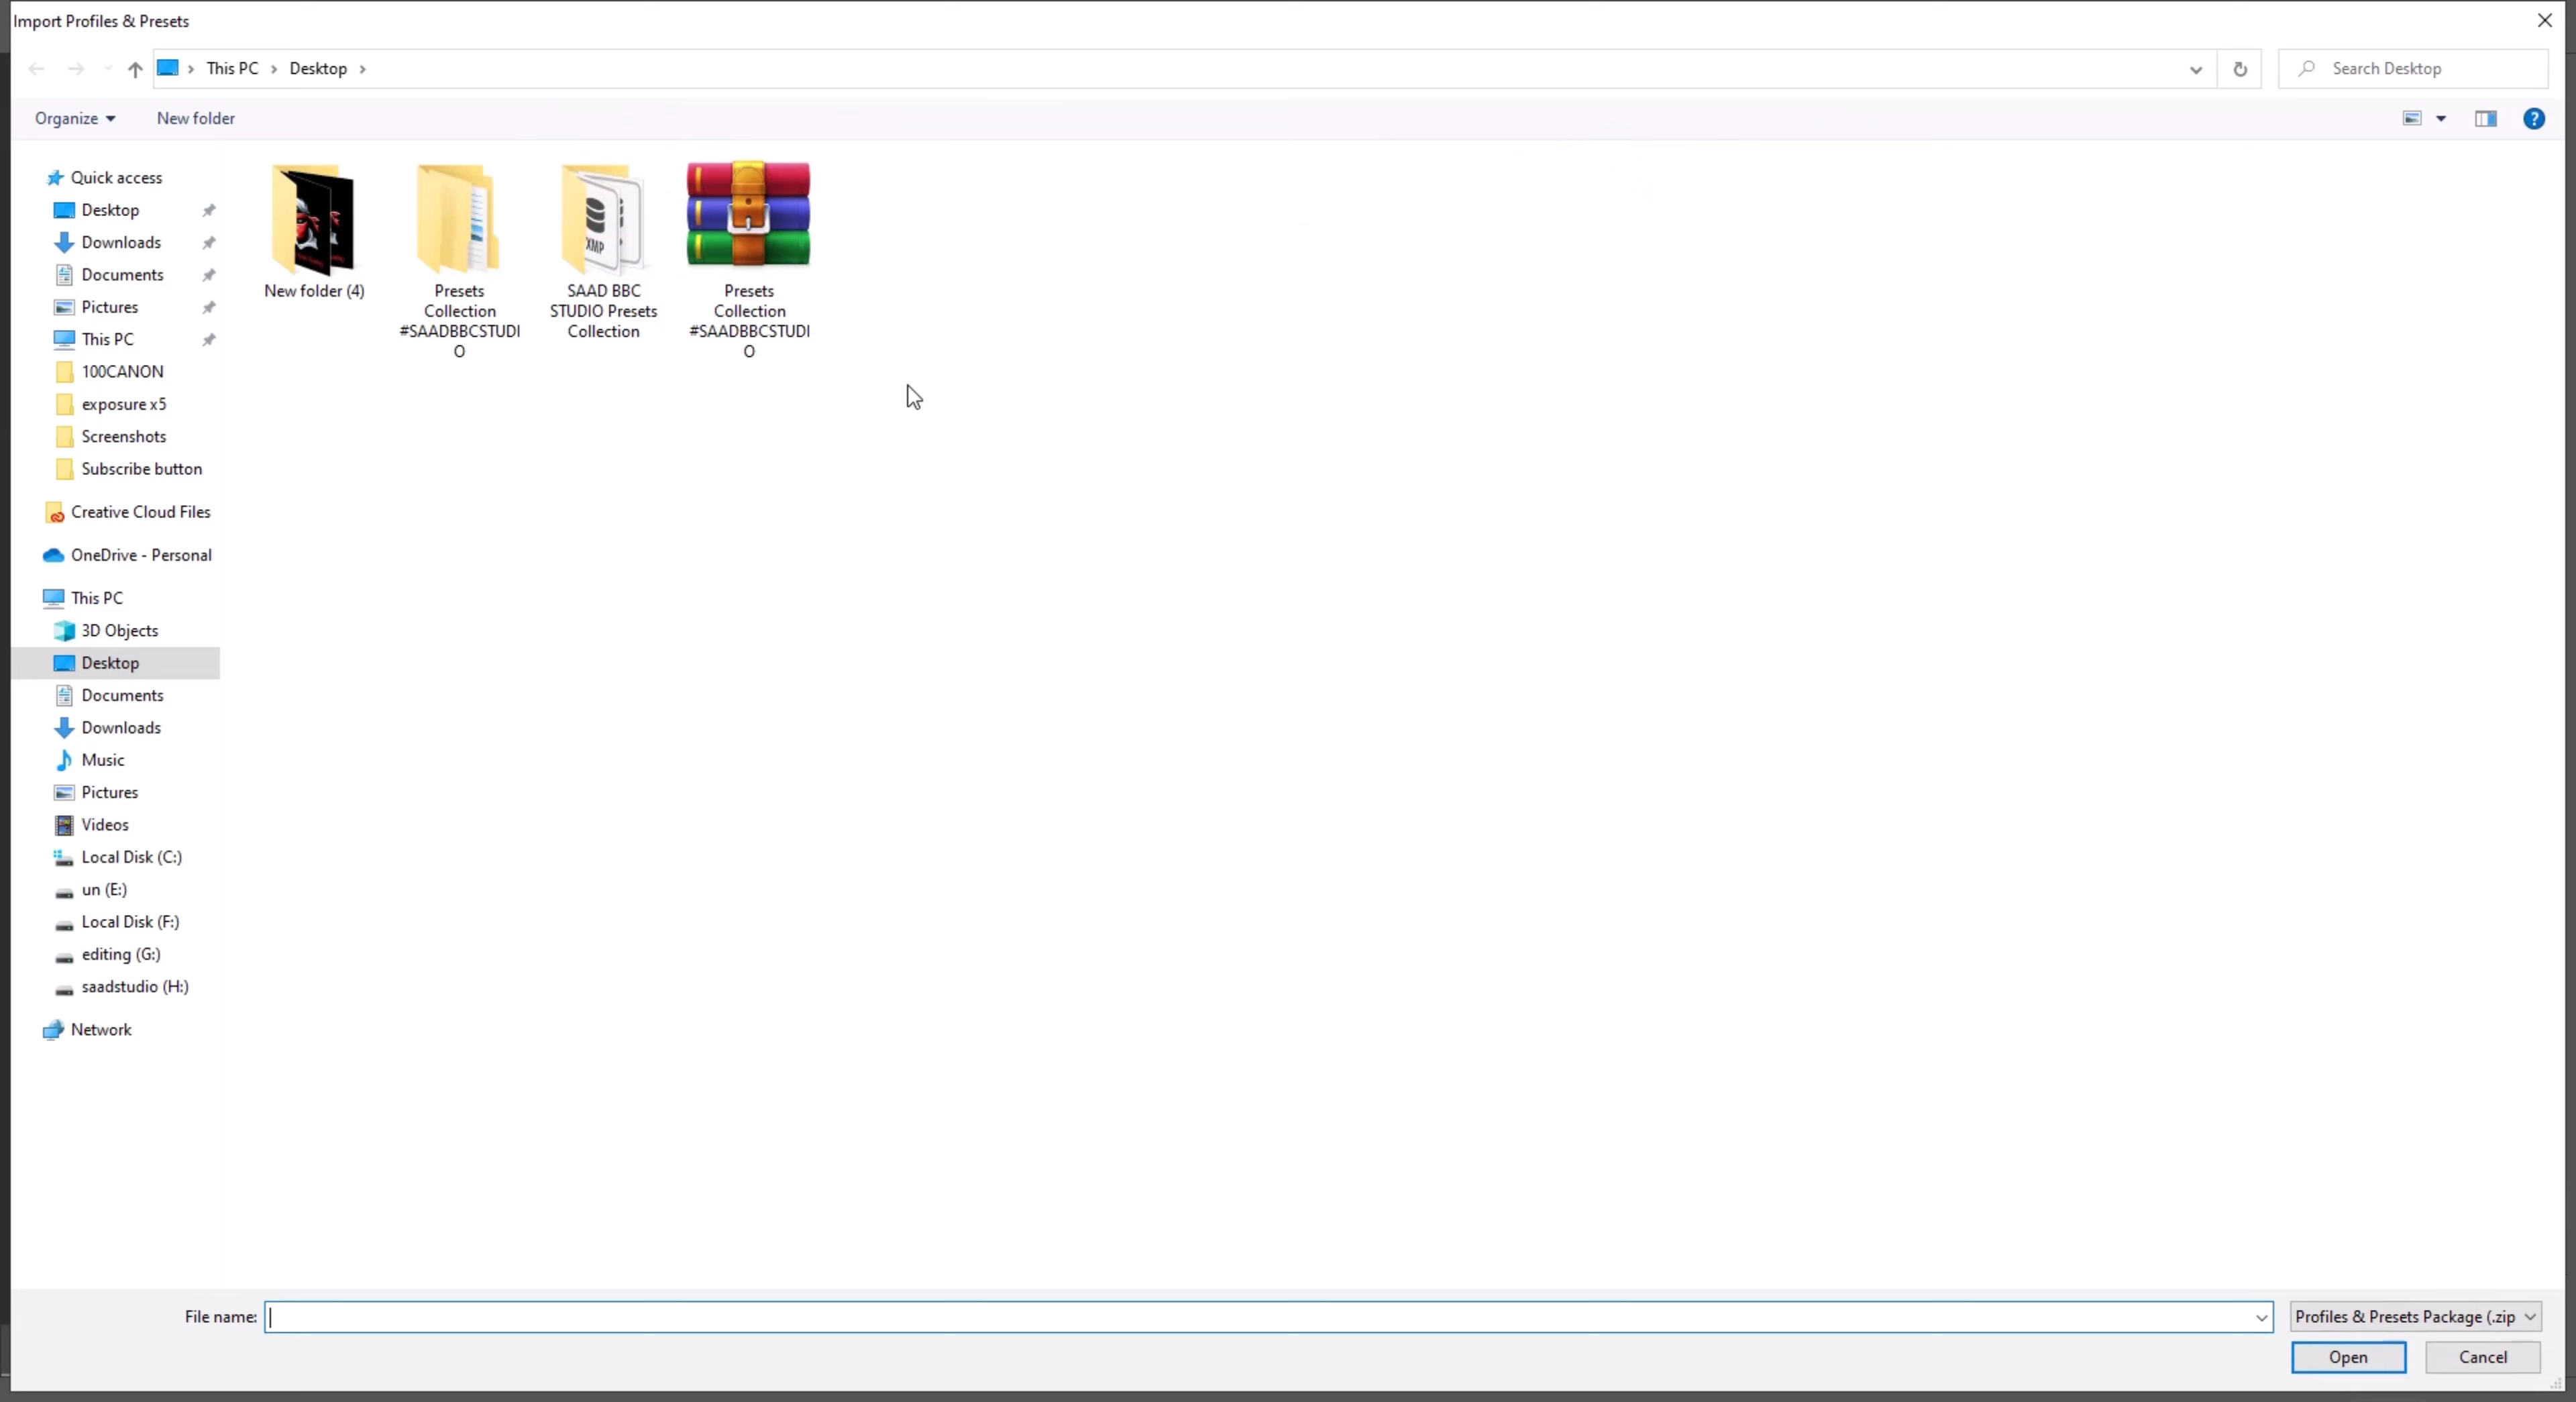 Import Profiles & Presets
This PC
Desktop
Search Desktop
Organize
New folder
Quick access
Desktop
Downloads
Documents
Pictures
This PC
100CANON
exposure x5
Screenshots
Subscribe button
Creative Cloud Files
OneDrive - Personal
This PC
3D Objects
Desktop
Documents
Downloads
Music
Pictures
Videos
Local Disk (C:)
un (E:)
Local Disk (F:)
editing (G:)
saadstudio (H:)
Network
New folder (4)
Presets
Collection
#SAADBBCSTUDI
O
XMP
SAAD BBC
STUDIO Presets
Collection
Presets
Collection
#SAADBBCSTUDI
O
File name:
Profiles & Presets Package (.zip
Open
Cancel